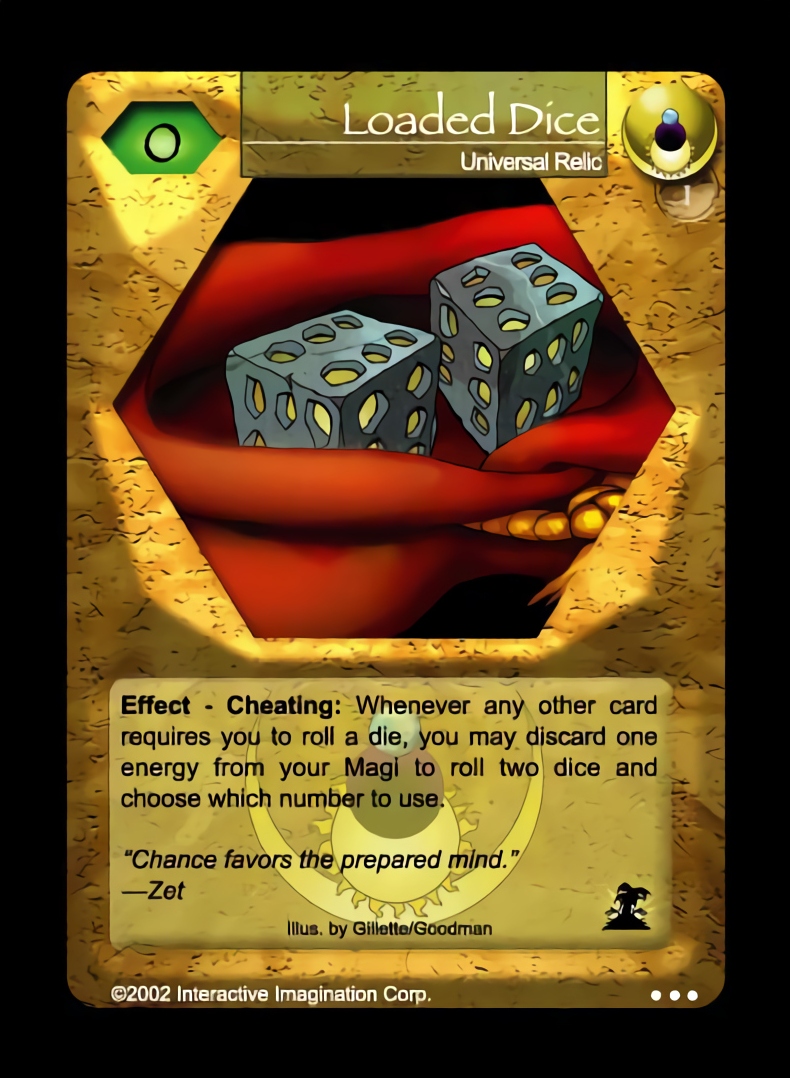 0
Loaded Dice
Universal Relic
Effect - Cheating: Whenever any other card
requires you to roll a die, you may discard one
energy from your Magi to roll two dice and
choose which number to use.
"Chance favors the prepared mind."
—Zet
Illus. by Gillette/Goodman
©2002 Interactive Imagination Corp.